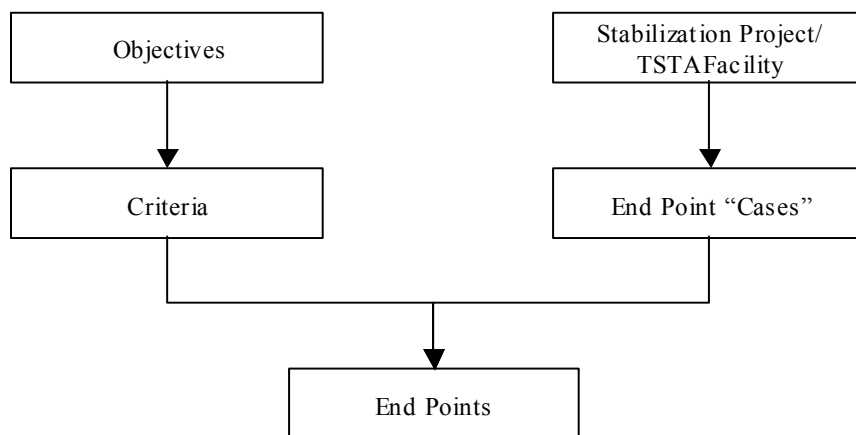 Objectives
Stabilization Project/
TSTAFacility
Criteria
End Point “Cases”
End Points